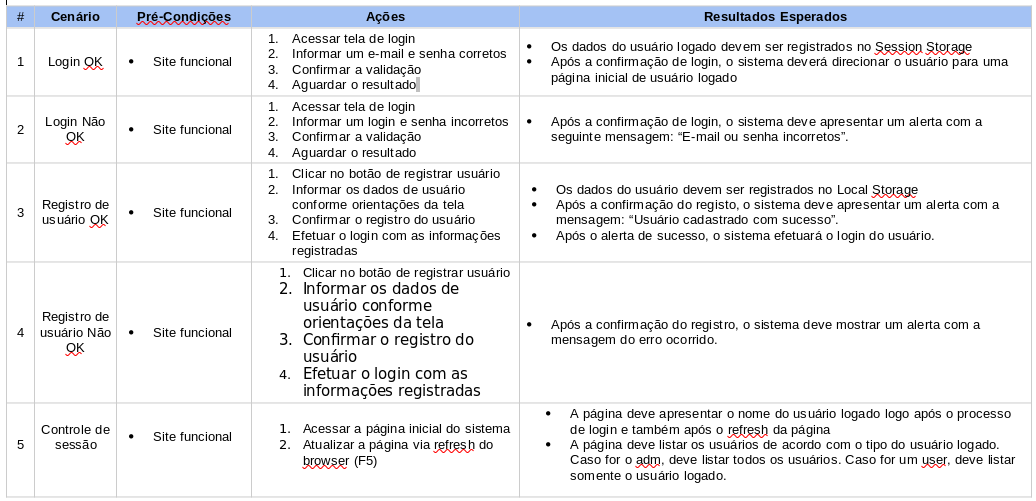 # Cenário Pré-Condições Ações Resultados Esperados
1
Login OK
• Site funcional
1. Acessar tela de login
2. Informar um e-mail e senha corretos
3. Confirmar a validação
4. Aguardar o resultado
• Os dados do usuário logado devem ser registrados no Session Storage
• Após a confirmação de login, o sistema deverá direcionar o usuário para uma
página inicial de usuário logado
2
Login Não
OK
• Site funcional
1. Acessar tela de login
2. Informar um login e senha incorretos
3. Confirmar a validação
4. Aguardar o resultado
• Após a confirmação de login, o sistema deve apresentar um alerta com a
seguinte mensagem: “E-mail ou senha incorretos”.
3
Registro de
usuário OK
• Site funcional
1. Clicar no botão de registrar usuário
2. Informar os dados de usuário
conforme orientações da tela
3. Confirmar o registro do usuário
4. Efetuar o login com as informações
registradas
• Os dados do usuário devem ser registrados no Local Storage
• Após a confirmação do registo, o sistema deve apresentar um alerta com a
mensagem: “Usuário cadastrado com sucesso”.
• Após o alerta de sucesso, o sistema efetuará o login do usuário.
4
Registro de
usuário Não
OK
• Site funcional
1. Clicar no botão de registrar usuário
2. Informar os dados de
usuário conforme
orientações da tela
3. Confirmar o registro do
usuário
4. Efetuar o login com as
informações registradas
• Após a confirmação do registro, o sistema deve mostrar um alerta com a
mensagem do erro ocorrido.
5
Controle de
sessão
• Site funcional
1. Acessar a página inicial do sistema
2. Atualizar a página via refresh do
browser (F5)
• A página deve apresentar o nome do usuário logado logo após o processo
de login e também após o refresh da página
• A página deve listar os usuários de acordo com o tipo do usuário logado.
Caso for o adm, deve listar todos os usuários. Caso for um user, deve listar
somente o usuário logado.